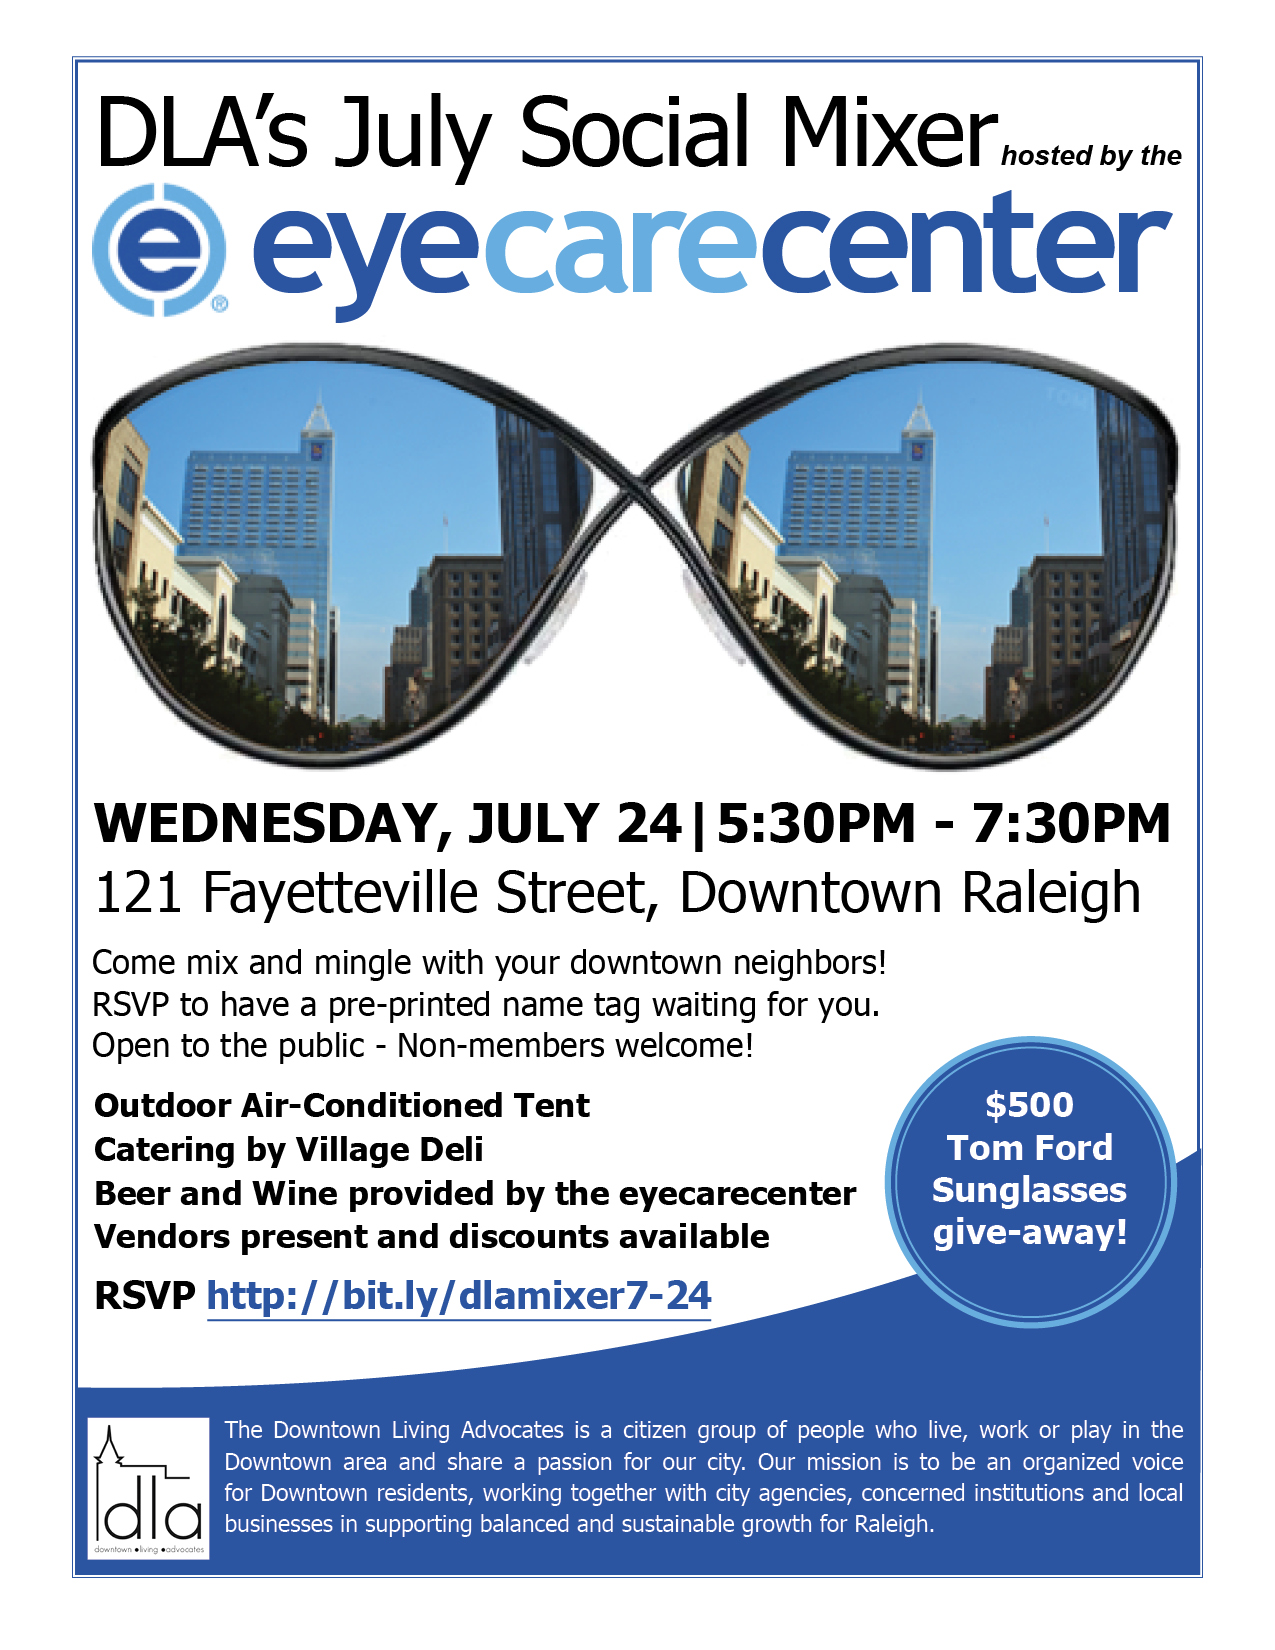 DLA's July Social Mixer hosted by the
e® eyecarecenter
WEDNESDAY, JULY 24|5:30PM - 7:30PM
121 Fayetteville Street, Downtown Raleigh
Come mix and mingle with your downtown neighbors!
RSVP to have a pre-printed name tag waiting for you.
Open to the public - Non-members welcome!
Outdoor Air-Conditioned Tent
Catering by Village Deli
Beer and Wine provided by the eyecarecenter
Vendors present and discounts available
RSVP http://bit.ly/dlamixer7-24
$500
Tom Ford
Sunglasses
give-away!
dla
downtown •living •advocates
The Downtown Living Advocates is a citizen group of people who live, work or play in the
Downtown area and share a passion for our city. Our mission is to be an organized voice
for Downtown residents, working together with city agencies, concerned institutions and local
businesses in supporting balanced and sustainable growth for Raleigh.